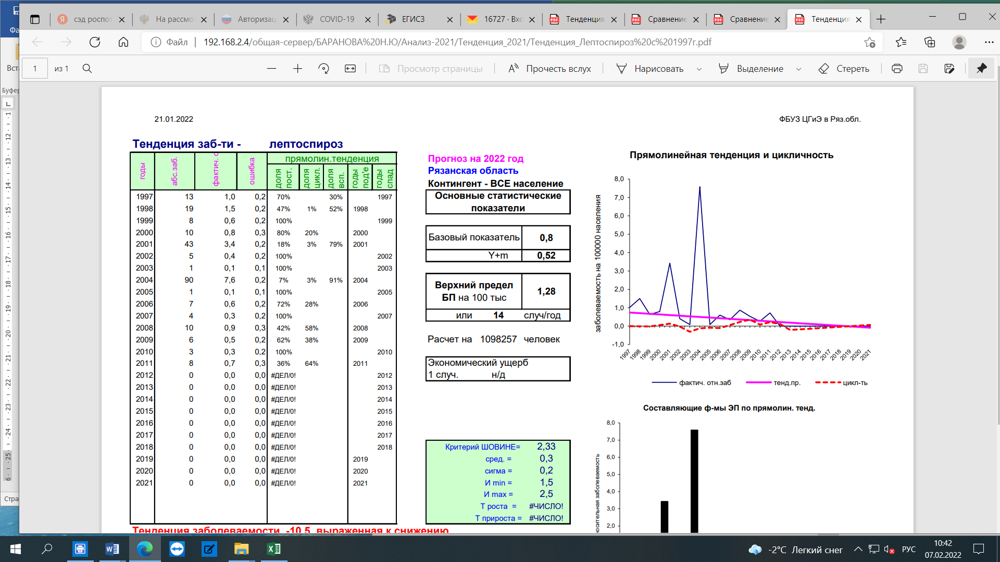 сэд роспот
На рассмо
Авторизац
COVID-19
ЕГИСЗ
16727 · Вхо
Тенденция
Сравнение
Сравнение
Тенденция
Фа
Файл
192.168.2.4/общая-сервер/БАРАНОВА%20Н.Ю/Анализ-2021/Тенденция_2021/Тенденция_Лептоспироз%20с%201997г.pdf
Вста
1 из 1
Просмотр страницы
Прочесть вслух
Нарисовать
Выделение
Стереть
Буфер
21.01.2022
ФБУЗ ЦГиЭ в Ряз.обл.
Тенденция заб-ти - лептоспироз
годы абс.заб. фактич. о ошибка прямолин.тенденция
доля пост. доля цикл. доля всп. годы под'е годы спад
1997 13 1,0 0,2 70% 30% 1997
1998 19 1,5 0,2 47% 1% 52% 1998
1999 8 0,6 0,2 100% 1999
2000 10 0,8 0,3 80% 20% 2000
2001 43 3,4 0,2 18% 3% 79% 2001
2002 5 0,4 0,2 100% 2002
2003 1 0,1 0,1 100% 2003
2004 90 7,6 0,2 7% 3% 91% 2004
2005 1 0,1 0,1 100% 2005
2006 7 0,6 0,2 72% 28% 2006
2007 4 0,3 0,2 100% 2007
2008 10 0,9 0,3 42% 58% 2008
2009 6 0,5 0,2 62% 38% 2009
2010 3 0,3 0,2 100% 2010
2011 8 0,7 0,3 36% 64% 2011
2012 0 0,0 0,0 #ДЕЛ/0! 2012
2013 0 0,0 0,0 #ДЕЛ/0! 2013
2014 0 0,0 0,0 #ДЕЛ/0! 2014
2015 0 0,0 0,0 #ДЕЛ/0! 2015
2016 0 0,0 0,0 #ДЕЛ/0! 2016
2017 0 0,0 0,0 #ДЕЛ/0! 2017
2018 0 0,0 0,0 #ДЕЛ/0! 2018
2019 0 0,0 0,0 #ДЕЛ/0! 2019
2020 0 0,0 0,0 #ДЕЛ/0! 2020
2021 0 0,0 0,0 #ДЕЛ/0! 2021
Тенденция заболеваемости -10,5 выраженная к снижению
Прогноз на 2022 год
Рязанская область
Контингент - ВСЕ население
Основные статистические
показатели
Базовый показатель 0,8
Y+m 0,52
Верхний предел
БП на 100 тыс 1,28
или 14 случ/год
Расчет на 1098257 человек
Экономический ущерб
1 случ. н/д
Критерий ШОВИНЕ= 2,33
сред. = 0,3
сигма = 0,2
И min = 1,5
И max = 2,5
Т роста = #ЧИСЛО!
Т прироста = #ЧИСЛО!
Прямолинейная тенденция и цикличность
заболеваемость на 100000 населения
8,0
7,0
6,0
5,0
4,0
3,0
2,0
1,0
0,0
-1,0
1997 1998 1999 2000 2001 2002 2003 2004 2005 2006 2007 2008 2009 2010 2011 2012 2013 2014 2015 2016 2017 2018 2019 2020 2021
фактич. отн.заб тенд.пр. цикл-ть
Составляющие ф-мы ЭП по прямолин. тенд.
осительная заболеваемость
8,0
7,0
6,0
5,0
4,0
3,0
2,0
Стра
-2°C Легкий снег
РУС
10:42
07.02.2022